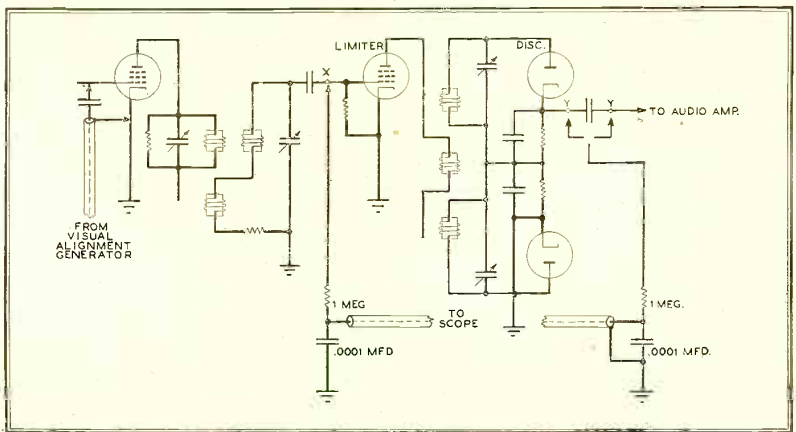 LIMITER
DISC.
X
Y
Y
TO AUDIO AMP.
FROM
VISUAL
ALIGNMENT
GENERATOR
1 MEG
TO
SCOPE
.0001 MFD
1 MEG.
.0001 MFD.